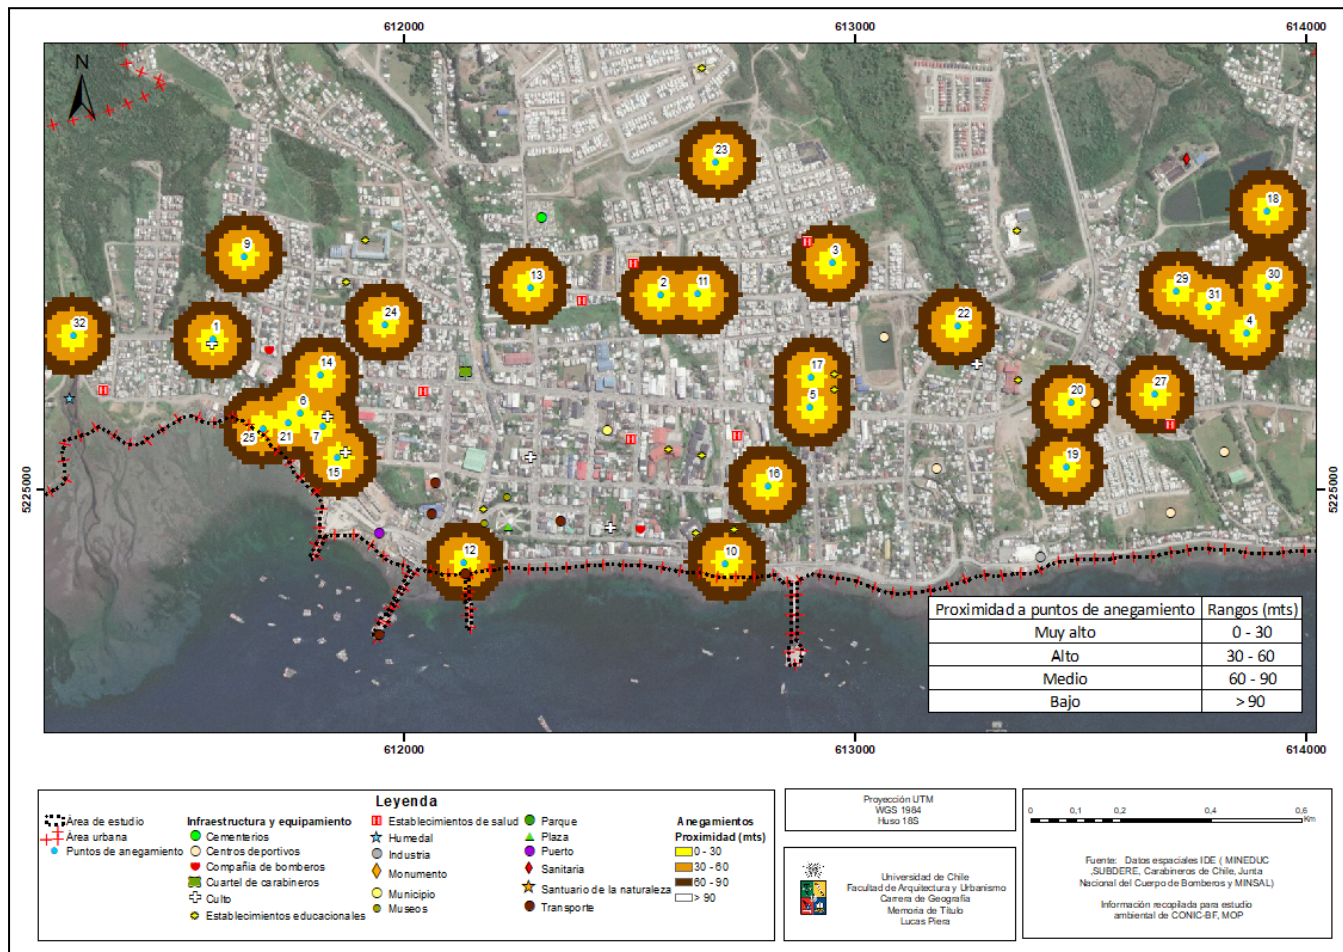 612000
613000
614000
N
23
18
9
3
13
2
11
29
30
31
4
32
1
24
22
14
17
6
5
20
27
25
21
7
15
19
16
12
10
5225000
5225000
Proximidad a puntos de anegamiento Rangos (mts)
Muy alto 0 - 30
Alto 30 - 60
Medio 60 - 90
Bajo > 90
612000
613000
614000
Leyenda
Área de estudio
Área urbana
Puntos de anegamiento
Infraestructura y equipamiento
Cementerios
Centros deportivos
Compañía de bomberos
Cuartel de carabineros
Culto
Establecimientos educacionales
Establecimientos de salud
Humedal
Industria
Monumento
Municipio
Museos
Parque
Plaza
Puerto
Sanitaria
Santuario de la naturaleza
Transporte
Anegamientos
Proximidad (mts)
0 - 30
30 - 60
60 - 90
> 90
Proyección UTM
WGS 1984
Huso 18S
Universidad de Chile
Facultad de Arquitectura y Urbanismo
Carrera de Geografía
Memoria de Título
Lucas Piera
0 0,1 0,2 0,4 0,6
Km
Fuente: Datos espaciales IDE ( MINEDUC
,SUBDERE, Carabineros de Chile, Junta
Nacional del Cuerpo de Bomberos y MINSAL)
Información recopilada para estudio
ambiental de CONIC-BF, MOP